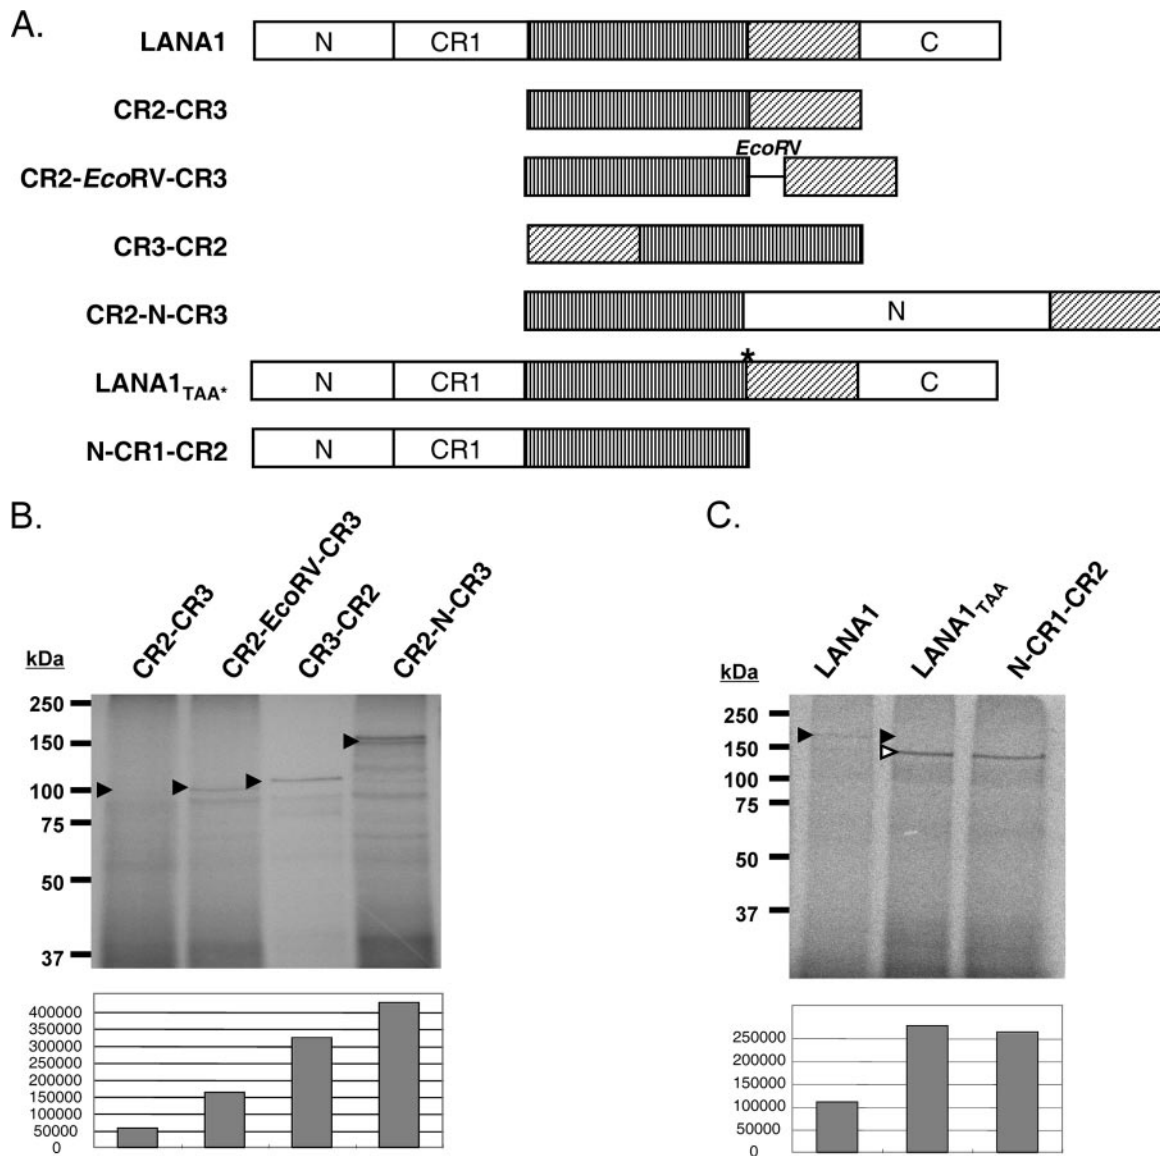 A.
LANA1 N CR1 C
CR2-CR3
EcoRV
CR2-EcoRV-CR3
CR3-CR2
CR2-N-CR3 N
*
LANA1TAA* N CR1 C
N-CR1-CR2 N CR1
B.
CR2-CR3
CR2-EcoRV-CR3
CR3-CR2
CR2-N-CR3
kDa
250
150
100
75
50
37
400000
350000
300000
250000
200000
150000
100000
50000
0
C.
LANA1
LANA1TAA
N-CR1-CR2
kDa
250
150
100
75
50
37
250000
200000
150000
100000
50000
0